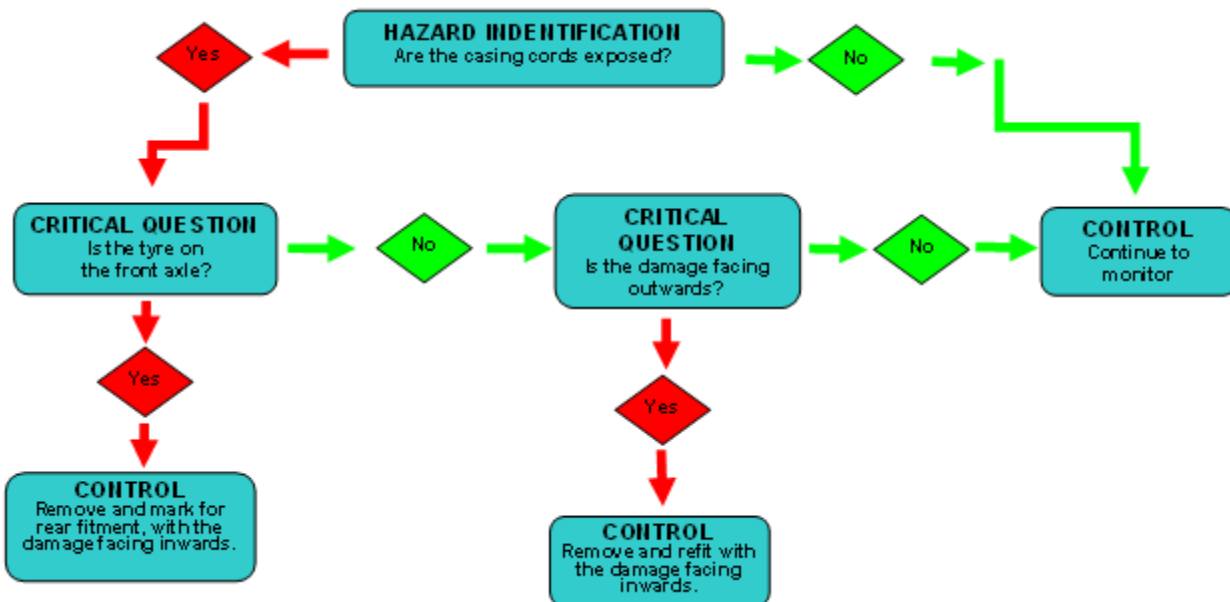 HAZARD INDENTIFICATION
Are the casing cords exposed?
Yes
No
CRITICAL QUESTION
Is the tyre on
the front axle?
No
CRITICAL
QUESTION
Is the damage facing
outwards?
No
CONTROL
Continue to
monitor
Yes
Yes
CONTROL
Remove and mark for
rear fitment, with the
damage facing inwards.
CONTROL
Remove and refit with
the damage facing
inwards.